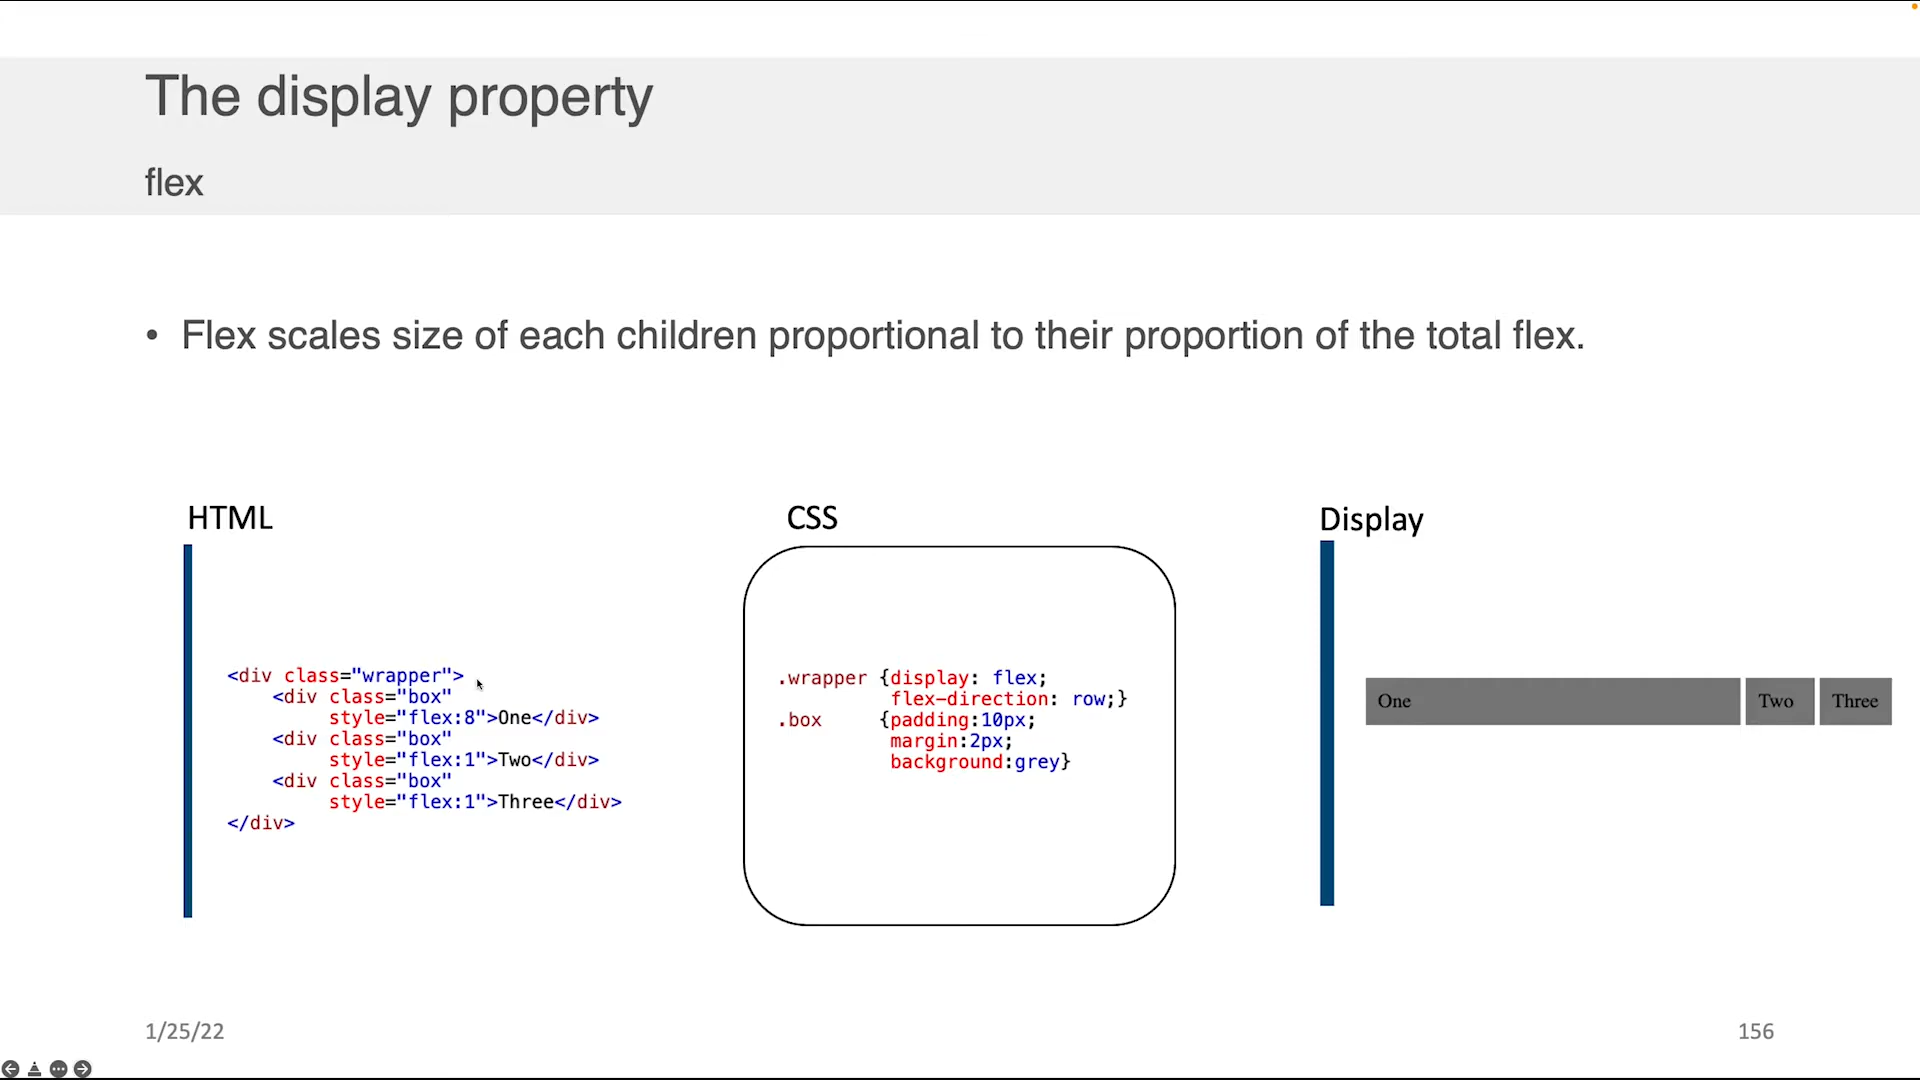 The display property
flex
• Flex scales size of each children proportional to their proportion of the total flex.
HTML
<div class="wrapper">
    <div class="box"
         style="flex:8">One</div>
    <div class="box"
         style="flex:1">Two</div>
    <div class="box"
         style="flex:1">Three</div>
</div>
CSS
.wrapper {display: flex;
          flex-direction: row;}
.box     {padding:10px;
          margin:2px;
          background:grey}
Display
One Two Three
1/25/22
156